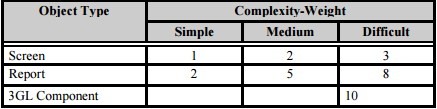 Object Type Complexity-Weight
Simple Medium Difficult
Screen 1 2 3
Report 2 5 8
3GL Component 10